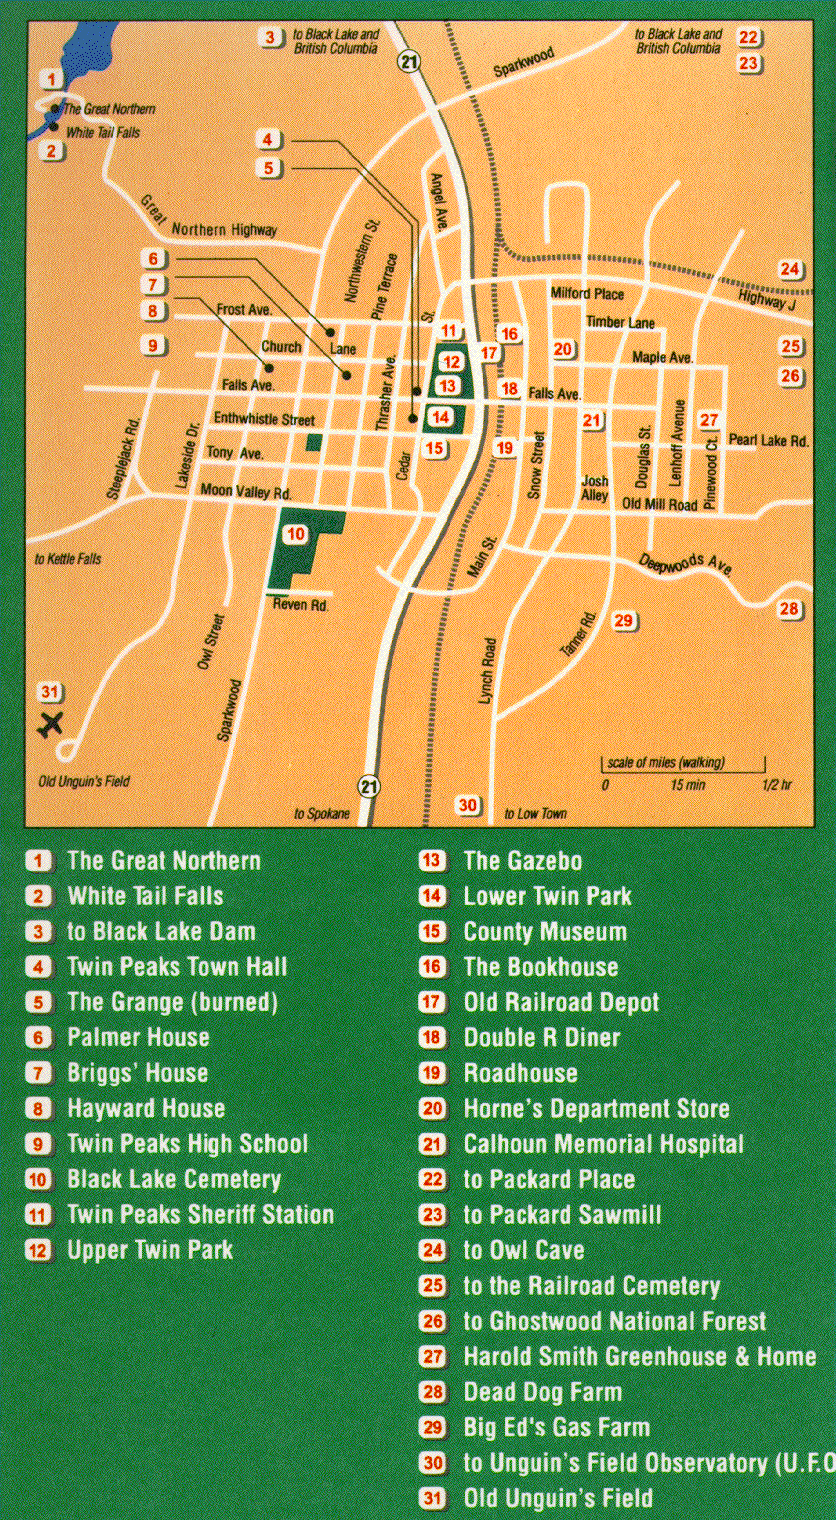 3
to Black Lake and
British Columbia
21
to Black Lake and
British Columbia
22
23
Sparkwood
1
The Great Northern
White Tail Falls
2
4
5
Angel Ave.
Great
Northern Highway
Northwestern St.
Pine Terrace
6
7
8
9
24
Highway J
Milford Place
Frost Ave.
St.
11
16
Timber Lane
Church
Lane
12
17
20
Maple Ave.
25
26
Falls Ave.
13
18
Falls Ave.
Thrasher Ave.
Enthwhistle Street
14
21
27
Steeplejack Rd.
Lakeside Dr.
Tony Ave.
Cedar
15
19
Snow Street
Douglas St.
Lenhoff Avenue
Pinewood Ct.
Pearl Lake Rd.
Moon Valley Rd.
Josh
Alley
Old Mill Road
10
to Kettle Falls
Main St.
Deepwoods Ave.
Reven Rd.
28
Owl Street
29
Tanner Rd.
Lynch Road
Sparkwood
31
Old Unguin's Field
21
to Spokane
30
to Low Town
scale of miles (walking)
0 15 min 1/2 hr
1 The Great Northern
2 White Tail Falls
3 to Black Lake Dam
4 Twin Peaks Town Hall
5 The Grange (burned)
6 Palmer House
7 Briggs' House
8 Hayward House
9 Twin Peaks High School
10 Black Lake Cemetery
11 Twin Peaks Sheriff Station
12 Upper Twin Park
13 The Gazebo
14 Lower Twin Park
15 County Museum
16 The Bookhouse
17 Old Railroad Depot
18 Double R Diner
19 Roadhouse
20 Horne's Department Store
21 Calhoun Memorial Hospital
22 to Packard Place
23 to Packard Sawmill
24 to Owl Cave
25 to the Railroad Cemetery
26 to Ghostwood National Forest
27 Harold Smith Greenhouse & Home
28 Dead Dog Farm
29 Big Ed's Gas Farm
30 to Unguin's Field Observatory (U.F.O
31 Old Unguin's Field